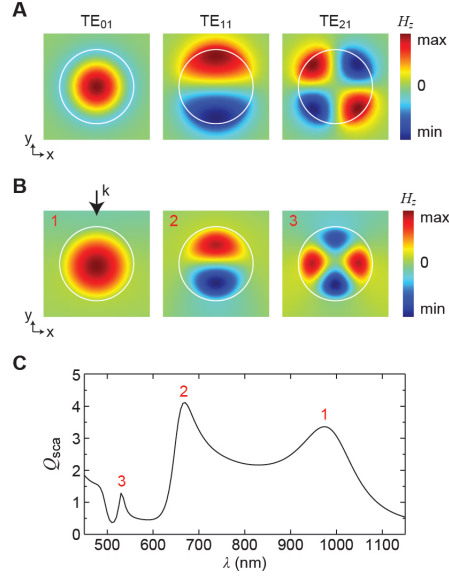 A
TE01 TE11 TE21
Hz
max
0
min
y
x
B
k
1 2 3
Hz
max
0
min
y
x
C
5
4
3
2
1
0
Qsca
3
2
1
500 600 700 800 900 1000 1100
λ (nm)